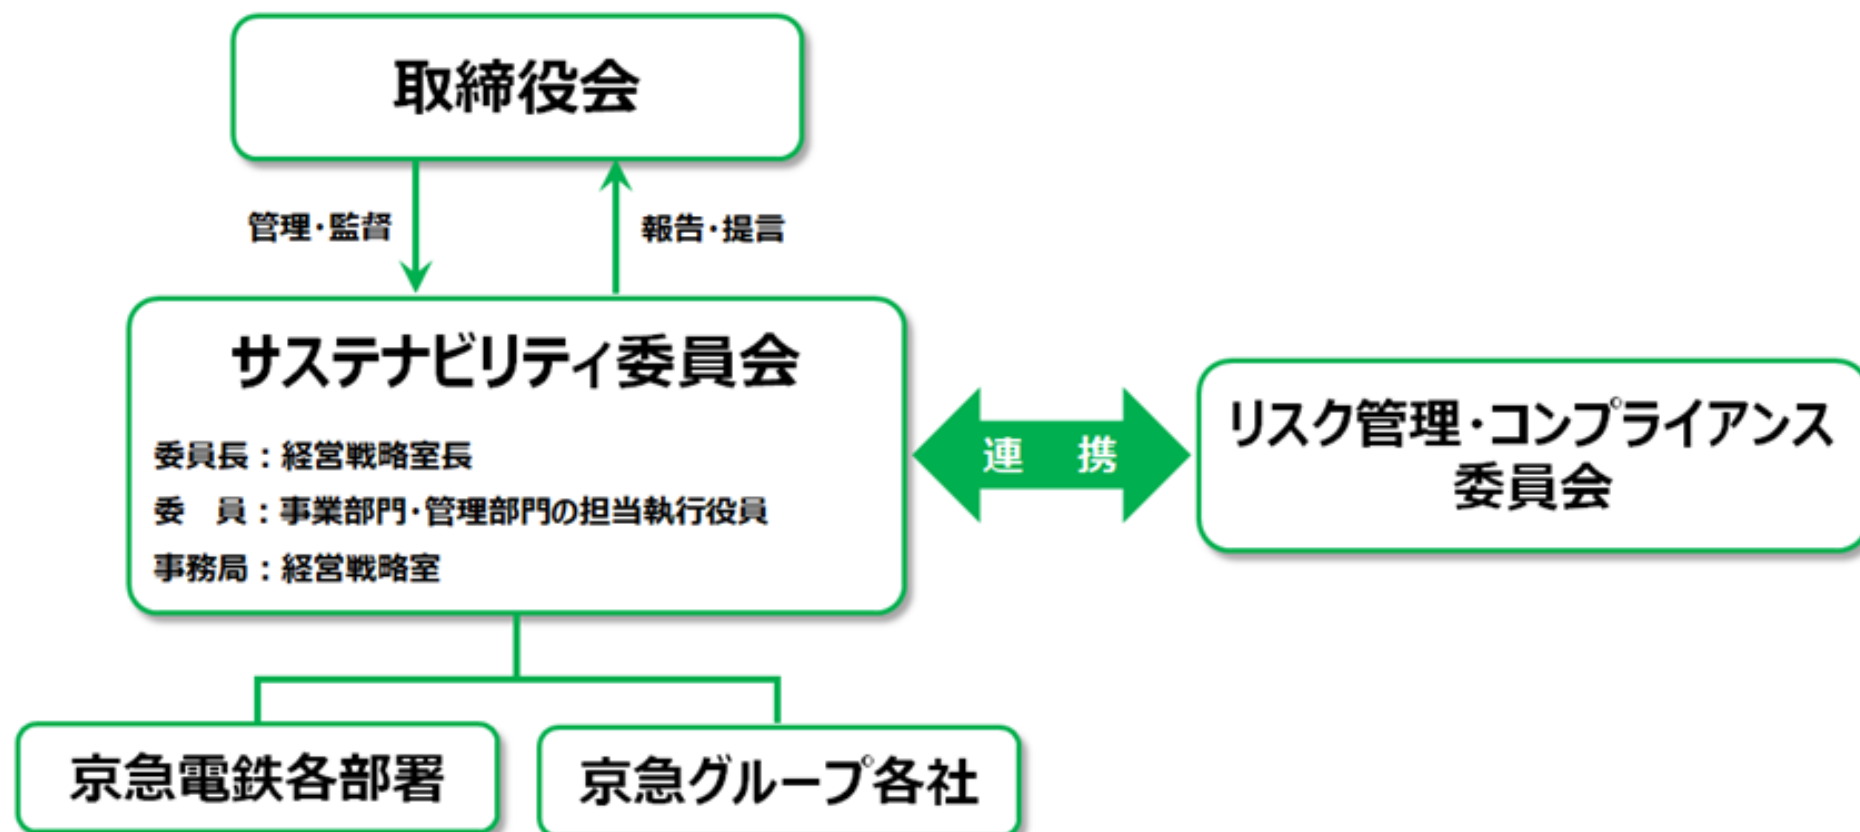 取締役会
管理・監督
報告・提言
サステナビリティ委員会
委員長：経営戦略室長
委　員：事業部門・管理部門の担当執行役員
事務局：経営戦略室
連　携
リスク管理・コンプライアンス
委員会
京急電鉄各部署
京急グループ各社